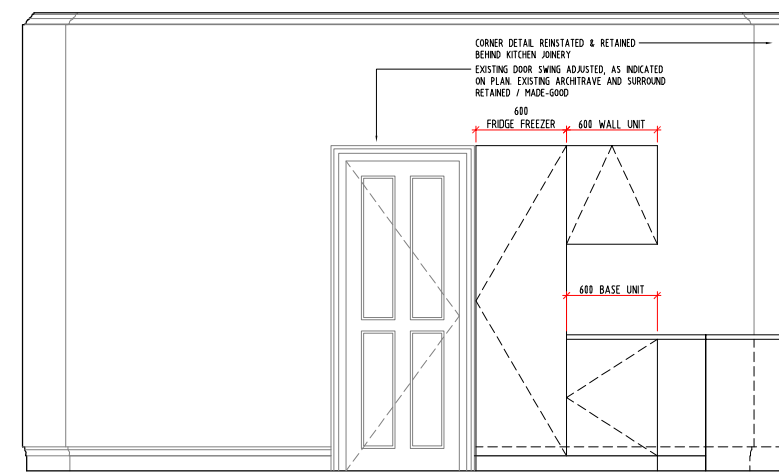 CORNER DETAIL REINSTATED & RETAINED
BEHIND KITCHEN JOINERY
EXISTING DOOR SWING ADJUSTED, AS INDICATED
ON PLAN. EXISTING ARCHITRAVE AND SURROUND
RETAINED / MADE-GOOD
600
FRIDGE FREEZER
600 WALL UNIT
600 BASE UNIT